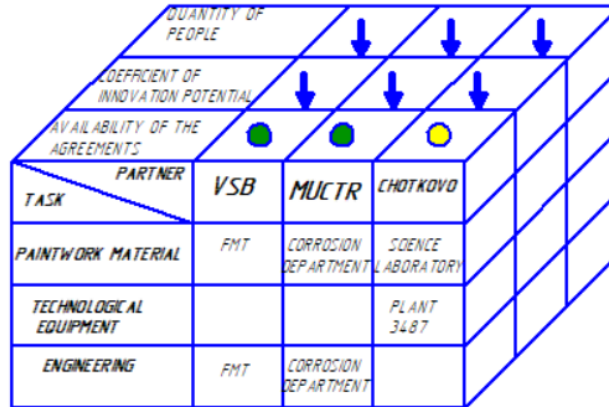 QUANTITY OF
PEOPLE
COEFFICIENT OF
INNOVATION POTENTIAL
AVAILABILITY OF THE
AGREEMENTS
PARTNER
TASK
VSB
MUCTR
CHOTKOVO
PAINTWORK MATERIAL
FMT
CORROSION
DEPARTMENT
SCIENCE
LABORATORY
TECHNOLOGICAL
EQUIPMENT
PLANT
3487
ENGINEERING
FMT
CORROSION
DEPARTMENT